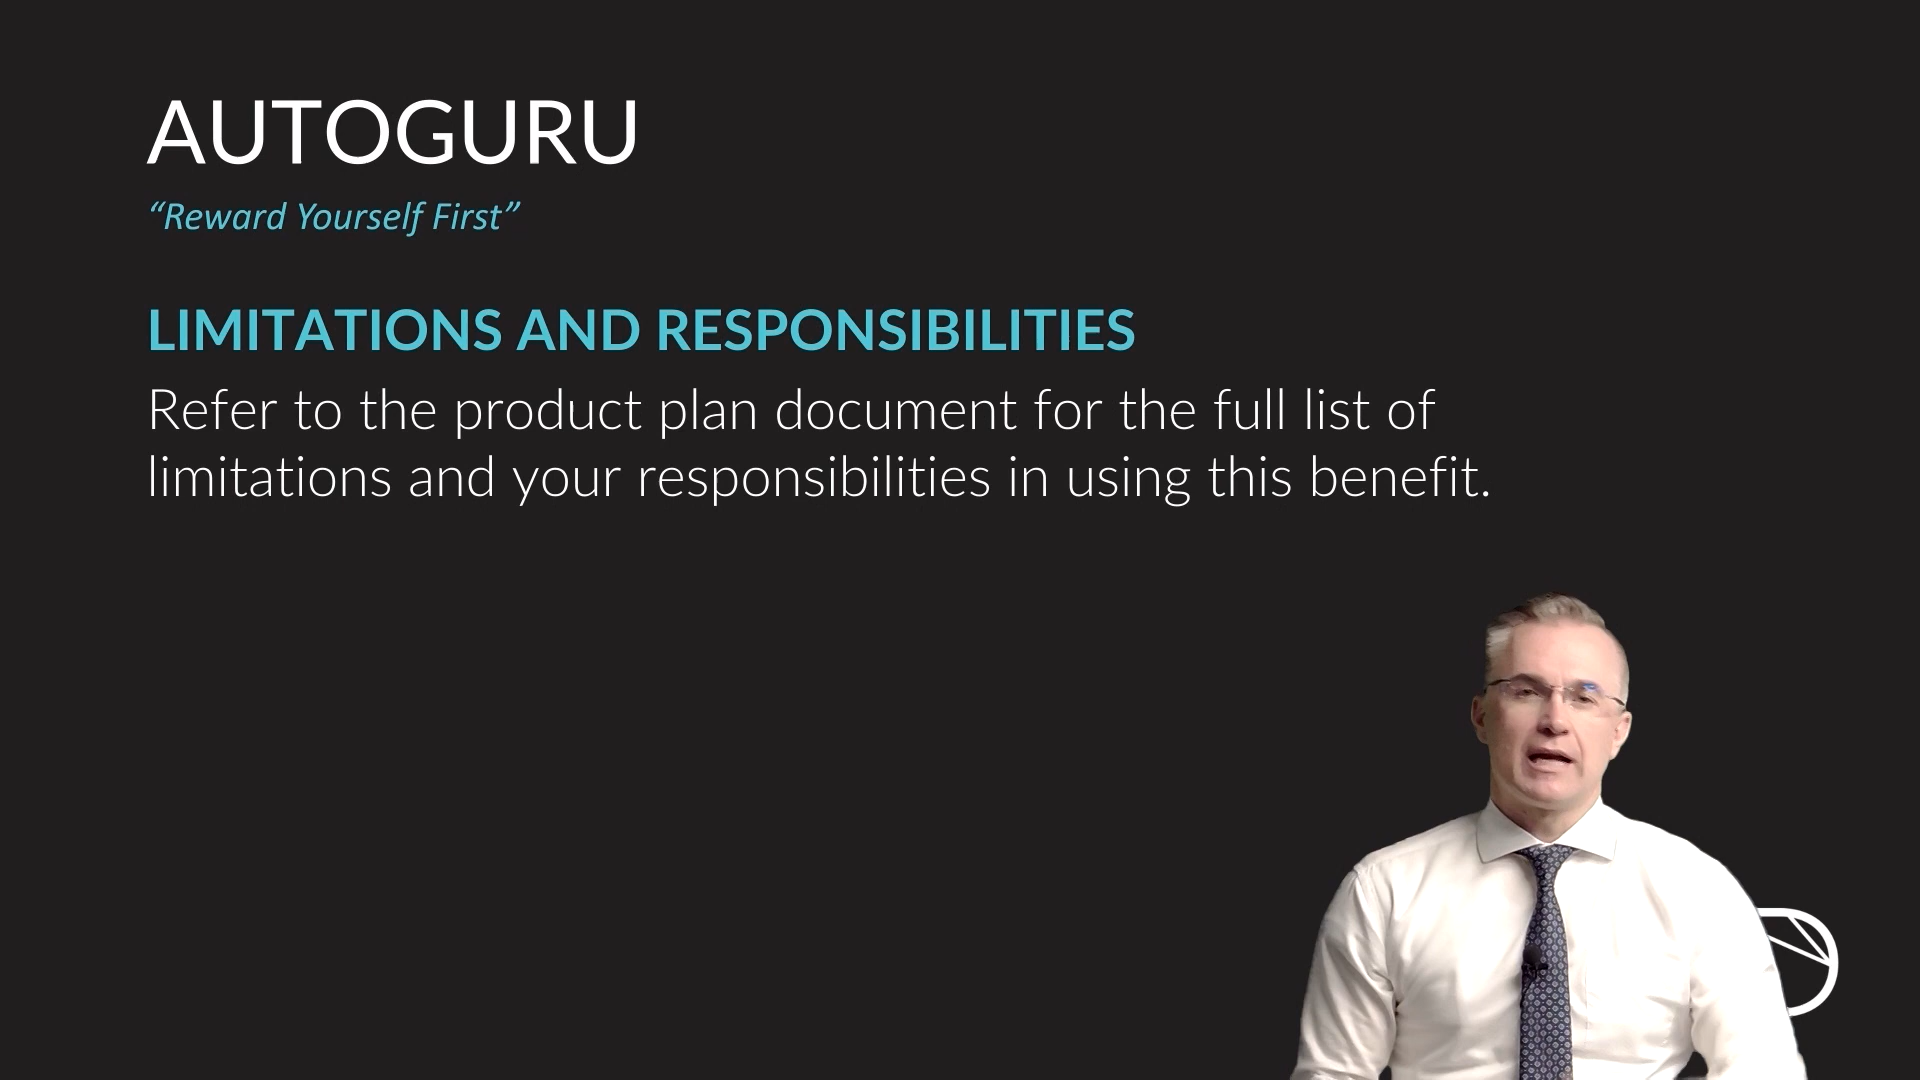 AUTOGURU
“Reward Yourself First”
LIMITATIONS AND RESPONSIBILITIES
Refer to the product plan document for the full list of
limitations and your responsibilities in using this benefit.